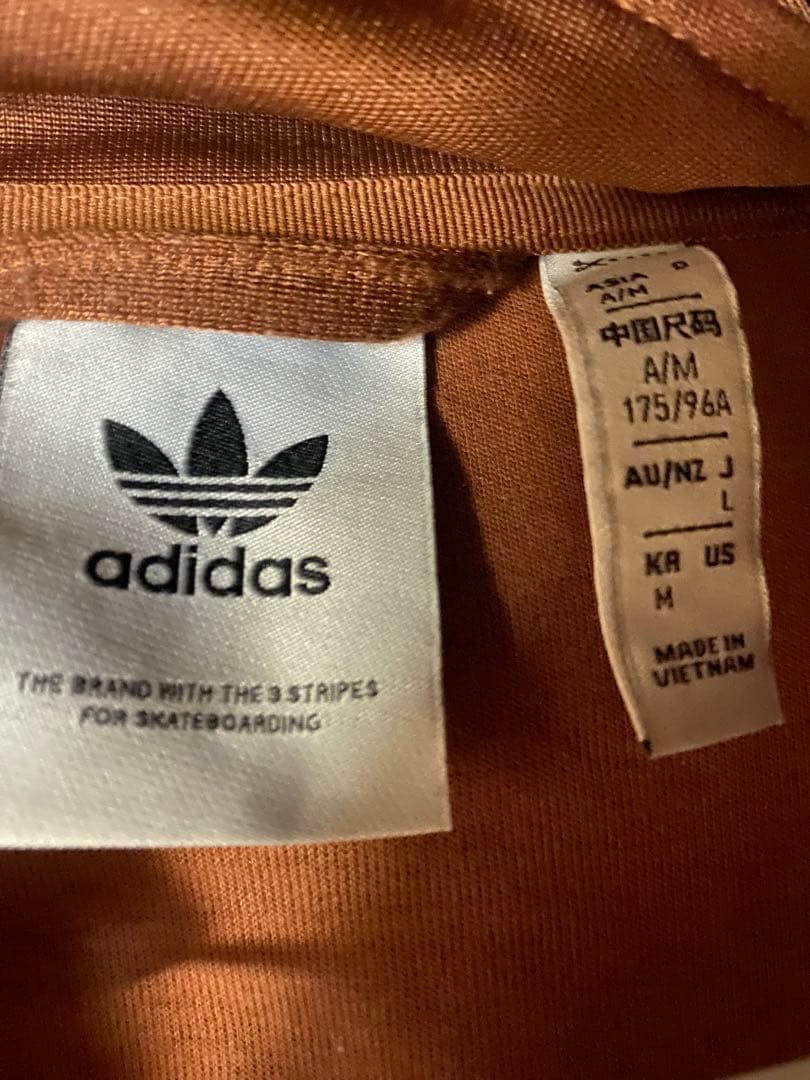 adidas
THE BRAND WITH THE 3 STRIPES
FOR SKATEBOARDING
ASIA D
A/M
中国尺码
A/M
175/96A
AU/NZ J
L
KR US
M
MADE IN
VIETNAM